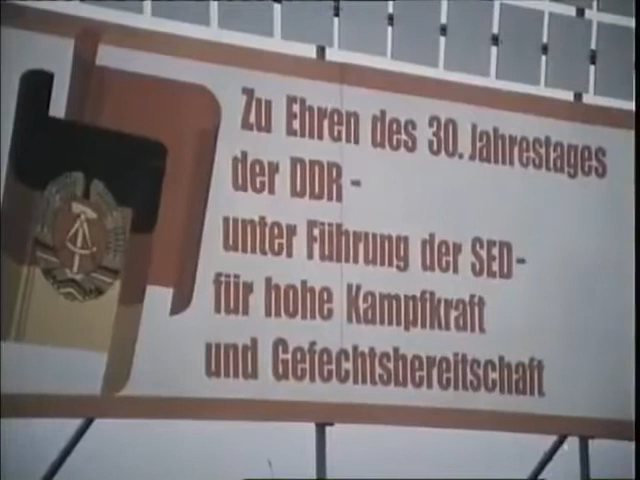 Zu Ehren des 30. Jahrestages
der DDR -
unter Führung der SED-
für hohe Kampfkraft
und Gefechtsbereitschaft